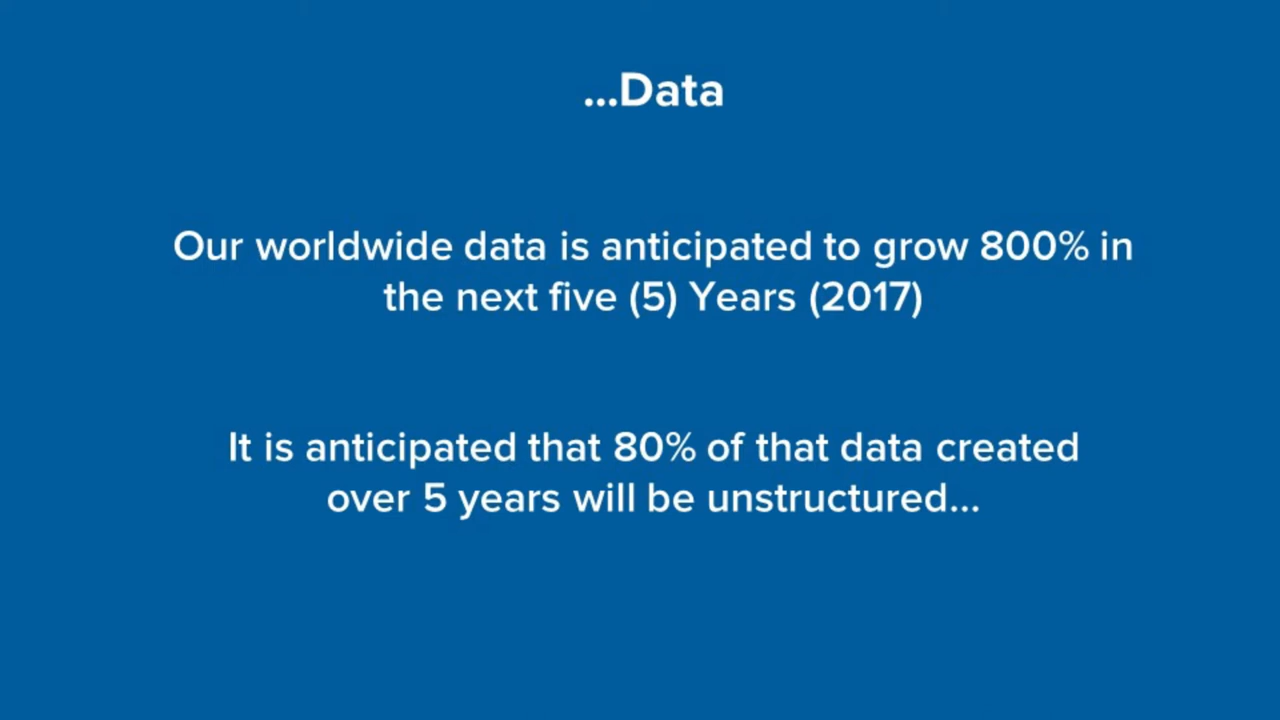 ...Data
Our worldwide data is anticipated to grow 800% in
the next five (5) Years (2017)
It is anticipated that 80% of that data created
over 5 years will be unstructured...